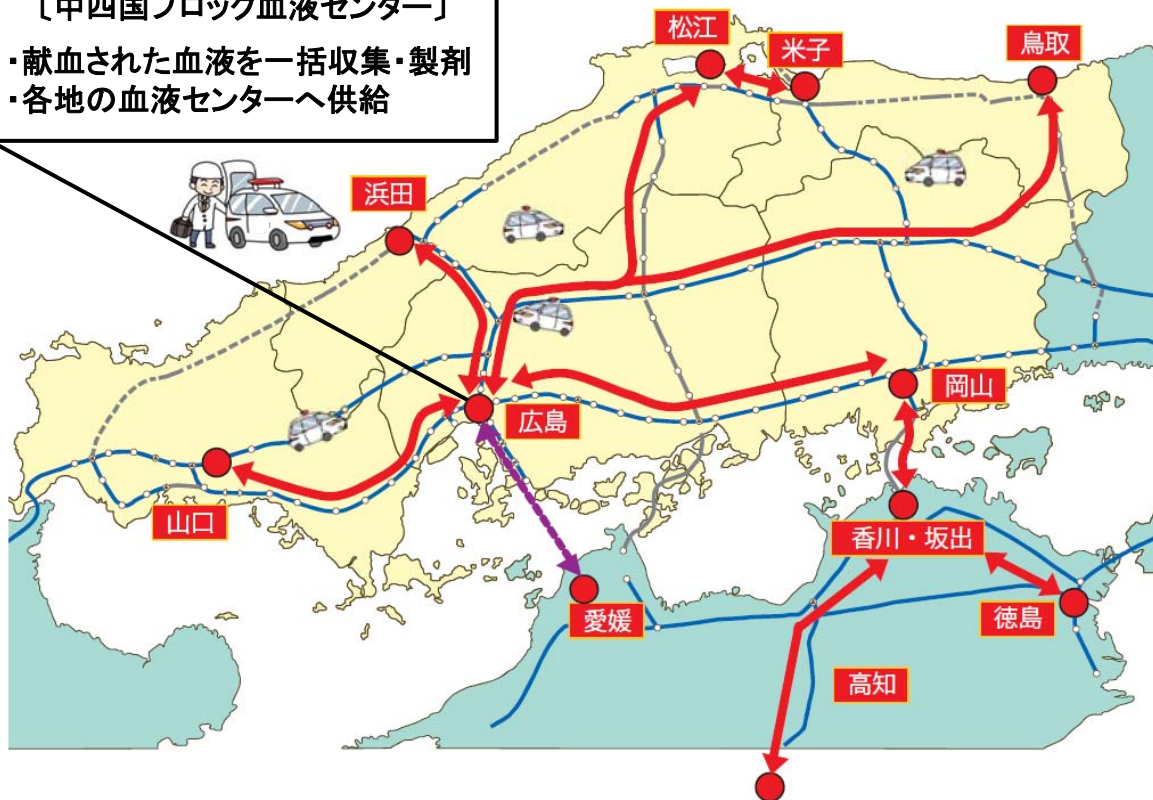 〔中四国ブロック血液センター〕
・献血された血液を一括収集・製剤
・各地の血液センターへ供給
松江
米子
鳥取
浜田
岡山
広島
山口
香川・坂出
愛媛
徳島
高知